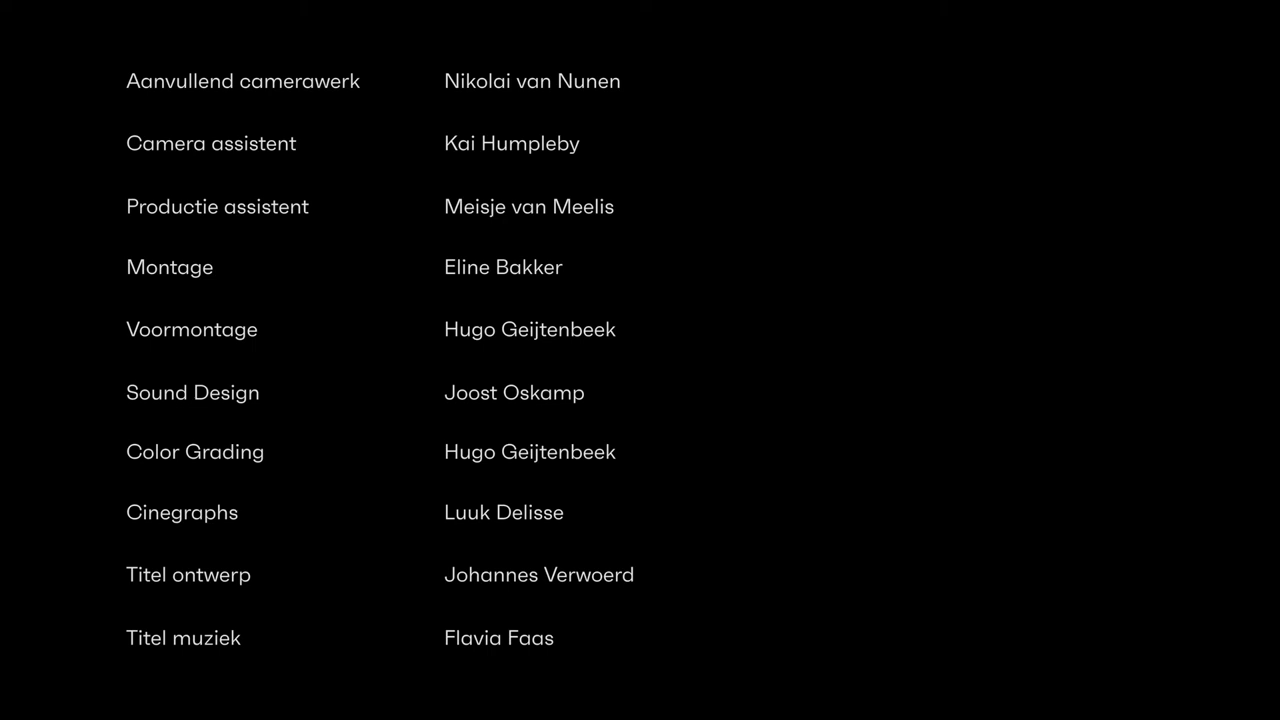 Aanvullend camerawerk Nikolai van Nunen
Camera assistent Kai Humpleby
Productie assistent Meisje van Meelis
Montage Eline Bakker
Voormontage Hugo Geijtenbeek
Sound Design Joost Oskamp
Color Grading Hugo Geijtenbeek
Cinegraphs Luuk Delisse
Titel ontwerp Johannes Verwoerd
Titel muziek Flavia Faas